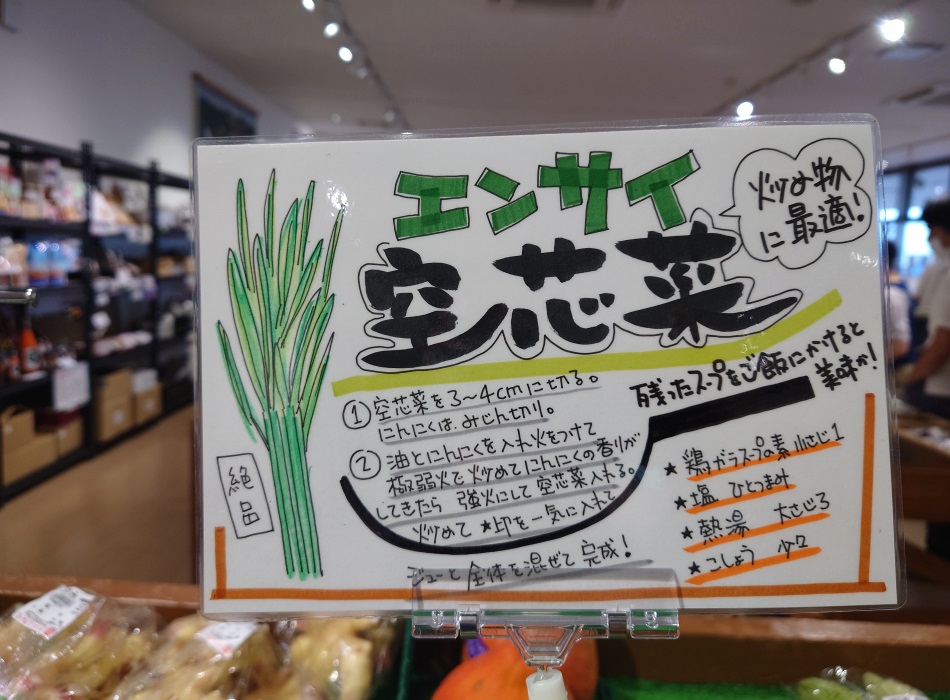 エンサイ
空芯菜
炒め物
に最適!
絶品
①空芯菜を3〜4cmに切る。
にんにくは、みじん切り。
②油とにんにくを入れ火をつけて
極弱火で炒めてにんにくの香りが
してきたら 強火にして空芯菜入れる。
炒めて ★印を一気に入れて
ジューと 全体を混ぜて 完成!
残ったスープをご飯にかけると
美味か!
★鶏ガラスープの素 小さじ1
★塩 ひとつまみ
★熱湯 大さじ3
★こしょう 少々